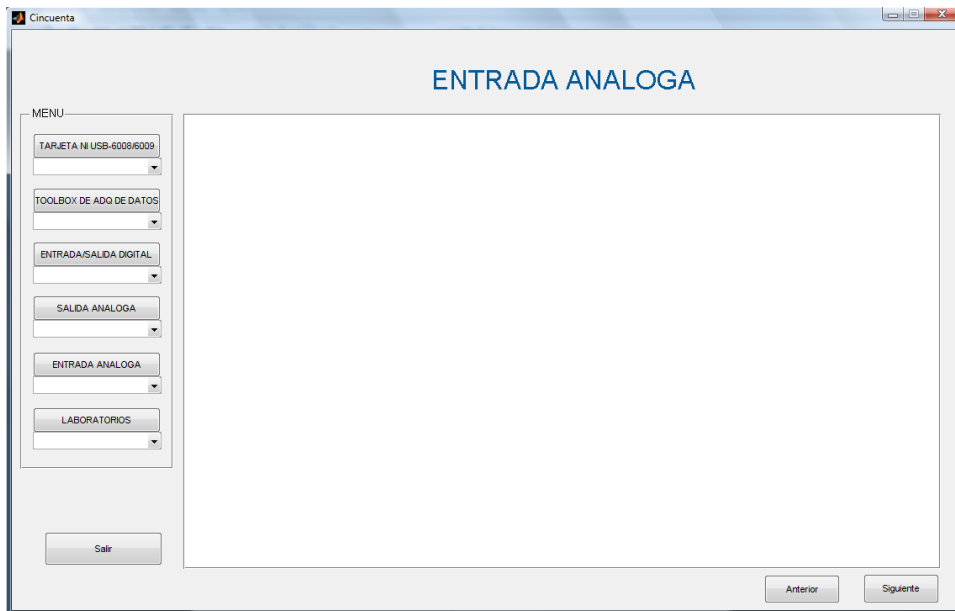 Cincuenta
ENTRADA ANALOGA
MENU
TARJETA NI USB-6008/6009
TOOLBOX DE ADQ DE DATOS
ENTRADA/SALIDA DIGITAL
SALIDA ANALOGA
ENTRADA ANALOGA
LABORATORIOS
Salir
Anterior
Siguiente